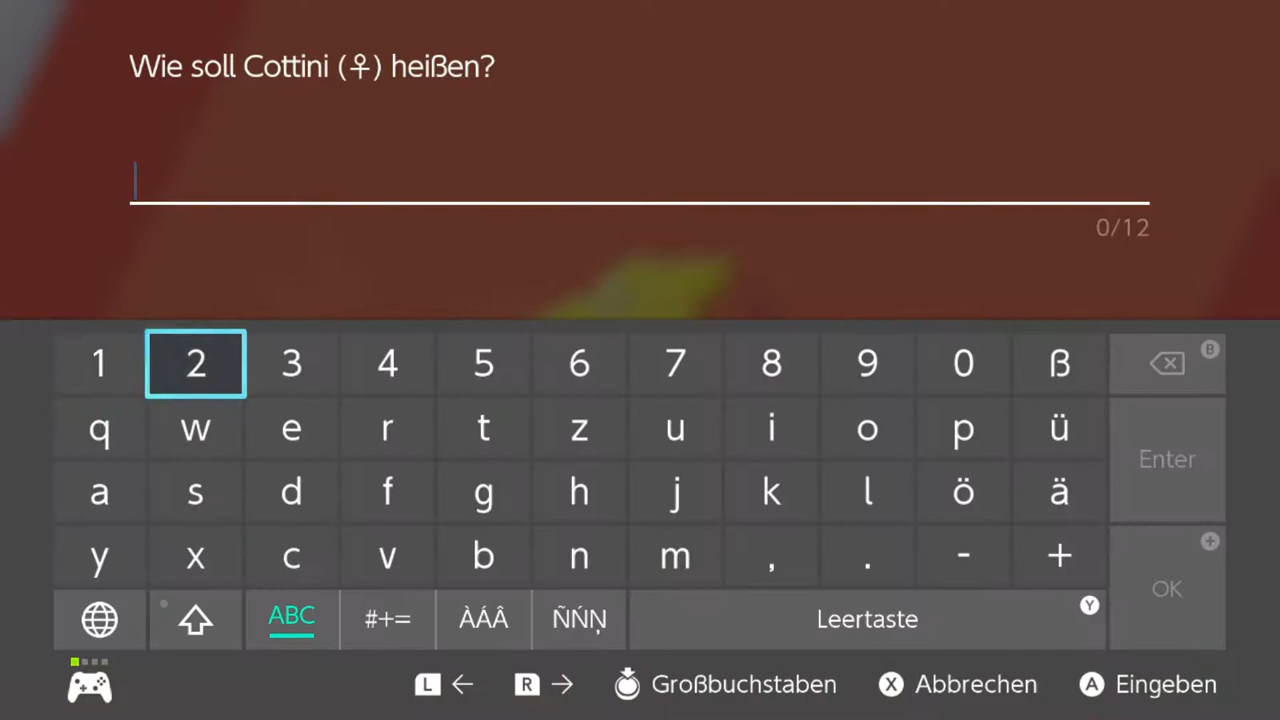 Wie soll Cottini (♀) heißen?
0/12
1 2 3 4 5 6 7 8 9 0 ß B
q w e r t z u i o p ü Enter
a s d f g h j k l ö ä
y x c v b n m , . - + OK
ABC #+= ÀÁÂ ÑŃŅ Leertaste Y
L ← R → Großbuchstaben X Abbrechen A Eingeben